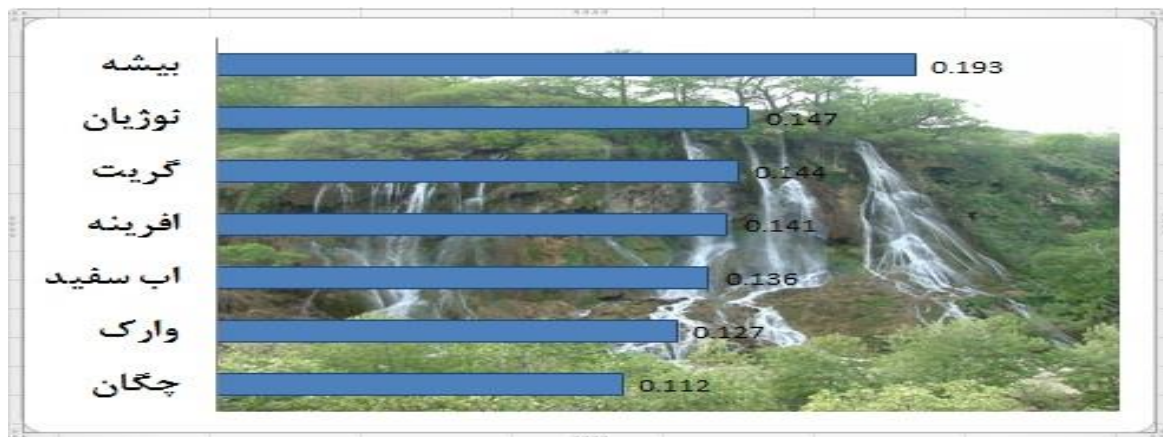 بیشه 0.193
نوژیان 0.147
گریت 0.144
افرینه 0.141
اب سفید 0.136
وارک 0.127
چگان 0.112